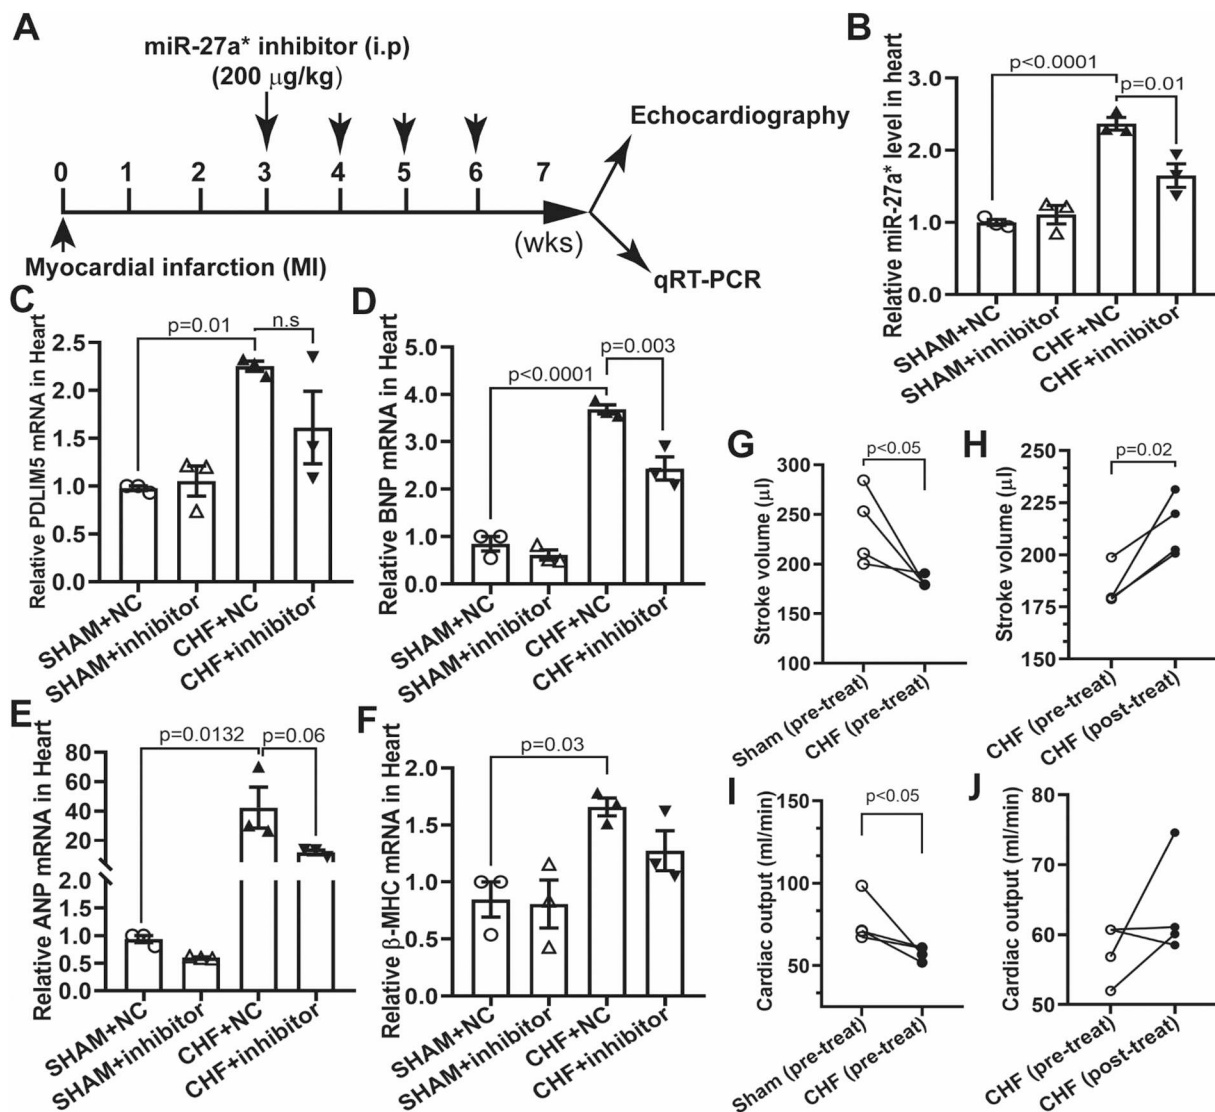 A
miR-27a* inhibitor (i.p)
(200 μg/kg)
0 1 2 3 4 5 6 7
(wks)
Myocardial infarction (MI)
Echocardiography
qRT-PCR
B
Relative miR-27a* level in heart
3.0
2.0
1.0
0.0
p<0.0001
p=0.01
SHAM+NC
SHAM+inhibitor
CHF+NC
CHF+inhibitor
C
Relative PDLIM5 mRNA in Heart
2.5
2.0
1.5
1.0
0.5
0.0
p=0.01
n.s
SHAM+NC
SHAM+inhibitor
CHF+NC
CHF+inhibitor
D
Relative BNP mRNA in Heart
5.0
4.0
3.0
2.0
1.0
0.0
p<0.0001
p=0.003
SHAM+NC
SHAM+inhibitor
CHF+NC
CHF+inhibitor
E
Relative ANP mRNA in Heart
80
60
40
20
2.0
1.5
1.0
0.5
0.0
p=0.0132
p=0.06
SHAM+NC
SHAM+inhibitor
CHF+NC
CHF+inhibitor
F
Relative β-MHC mRNA in Heart
2.0
1.5
1.0
0.5
0.0
p=0.03
SHAM+NC
SHAM+inhibitor
CHF+NC
CHF+inhibitor
G
Stroke volume (μl)
300
250
200
150
100
p<0.05
Sham (pre-treat)
CHF (pre-treat)
H
Stroke volume (μl)
250
225
200
175
150
p=0.02
CHF (pre-treat)
CHF (post-treat)
I
Cardiac output (ml/min)
150
100
50
p<0.05
Sham (pre-treat)
CHF (pre-treat)
J
Cardiac output (ml/min)
80
70
60
50
CHF (pre-treat)
CHF (post-treat)